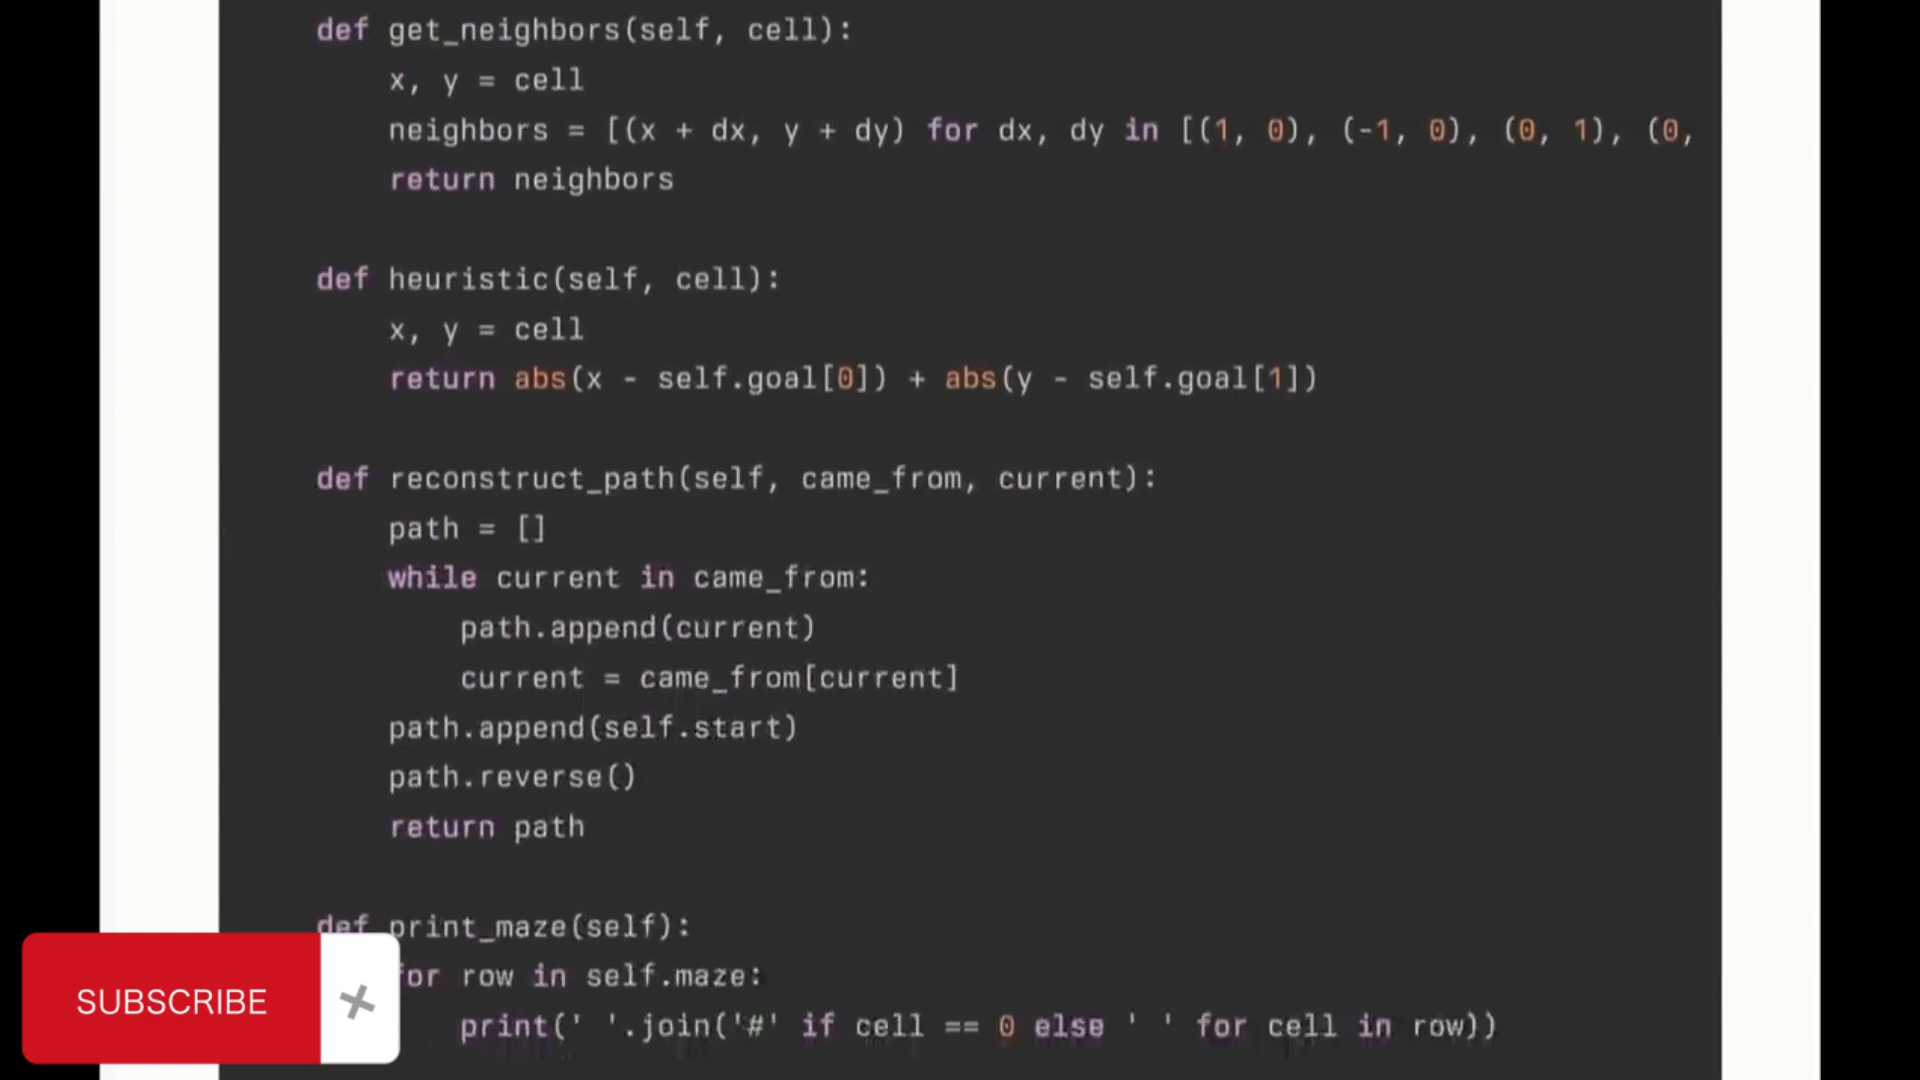 def get_neighbors(self, cell):
x, y = cell
neighbors = [(x + dx, y + dy) for dx, dy in [(1, 0), (-1, 0), (0, 1), (0,
return neighbors
def heuristic(self, cell):
x, y = cell
return abs(x - self.goal[0]) + abs(y - self.goal[1])
def reconstruct_path(self, came_from, current):
path = []
while current in came_from:
path.append(current)
current = came_from[current]
path.append(self.start)
path.reverse()
return path
def print_maze(self):
for row in self.maze:
print(' '.join('#' if cell == 0 else ' ' for cell in row))
SUBSCRIBE